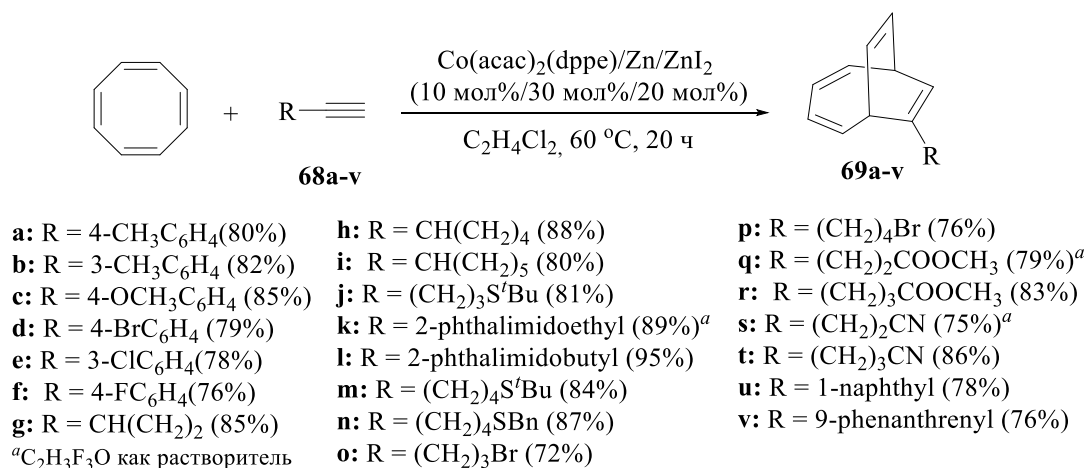 Co(acac)2(dppe)/Zn/ZnI2
(10 мол%/30 мол%/20 мол%)
+
R
C2H4Cl2, 60 °C, 20 ч
R
68a-v
69a-v
a: R = 4-CH3C6H4(80%)
b: R = 3-CH3C6H4 (82%)
c: R = 4-OCH3C6H4 (85%)
d: R = 4-BrC6H4 (79%)
e: R = 3-ClC6H4(78%)
f: R = 4-FC6H4(76%)
g: R = CH(CH2)2 (85%)
aC2H3F3O как растворитель
h: R = CH(CH2)4 (88%)
i: R = CH(CH2)5 (80%)
j: R = (CH2)3StBu (81%)
k: R = 2-phthalimidoethyl (89%)a
l: R = 2-phthalimidobutyl (95%)
m: R = (CH2)4StBu (84%)
n: R = (CH2)4SBn (87%)
o: R = (CH2)3Br (72%)
p: R = (CH2)4Br (76%)
q: R = (CH2)2COOCH3 (79%)a
r: R = (CH2)3COOCH3 (83%)
s: R = (CH2)2CN (75%)a
t: R = (CH2)3CN (86%)
u: R = 1-naphthyl (78%)
v: R = 9-phenanthrenyl (76%)